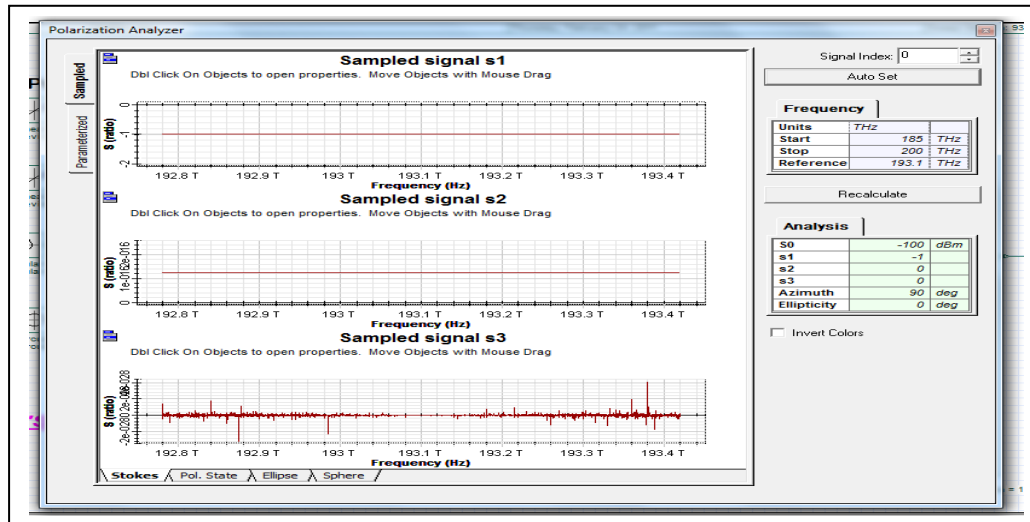 Polarization Analyzer
Sampled
Parameterized
Sampled signal s1
Dbl Click On Objects to open properties. Move Objects with Mouse Drag
S (ratio)
0
-1
-2
192.8 T 192.9 T 193 T 193.1 T 193.2 T 193.3 T 193.4 T
Frequency (Hz)
Sampled signal s2
Dbl Click On Objects to open properties. Move Objects with Mouse Drag
S (ratio)
0
192.8 T 192.9 T 193 T 193.1 T 193.2 T 193.3 T 193.4 T
Frequency (Hz)
Sampled signal s3
Dbl Click On Objects to open properties. Move Objects with Mouse Drag
S (ratio)
192.8 T 192.9 T 193 T 193.1 T 193.2 T 193.3 T 193.4 T
Frequency (Hz)
Stokes Pol. State Ellipse Sphere
Signal Index: 0
Auto Set
Frequency
Units THz
Start 185 THz
Stop 200 THz
Reference 193.1 THz
Recalculate
Analysis
S0 -100 dBm
s1 -1
s2 0
s3 0
Azimuth 90 deg
Ellipticity 0 deg
Invert Colors